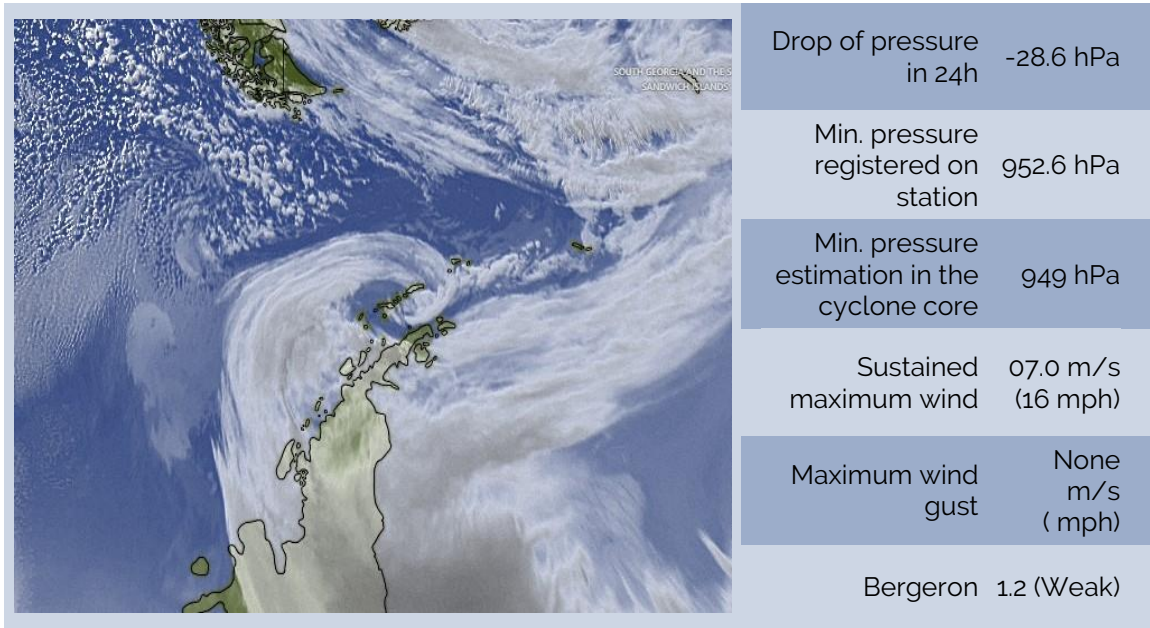 SOUTH GEORGIA AND THE S
SANDWICH ISLANDS
Drop of pressure
in 24h
-28.6 hPa
Min. pressure
registered on
station
952.6 hPa
Min. pressure
estimation in the
cyclone core
949 hPa
Sustained
maximum wind
07.0 m/s
(16 mph)
Maximum wind
gust
None
m/s
( mph)
Bergeron
1.2 (Weak)